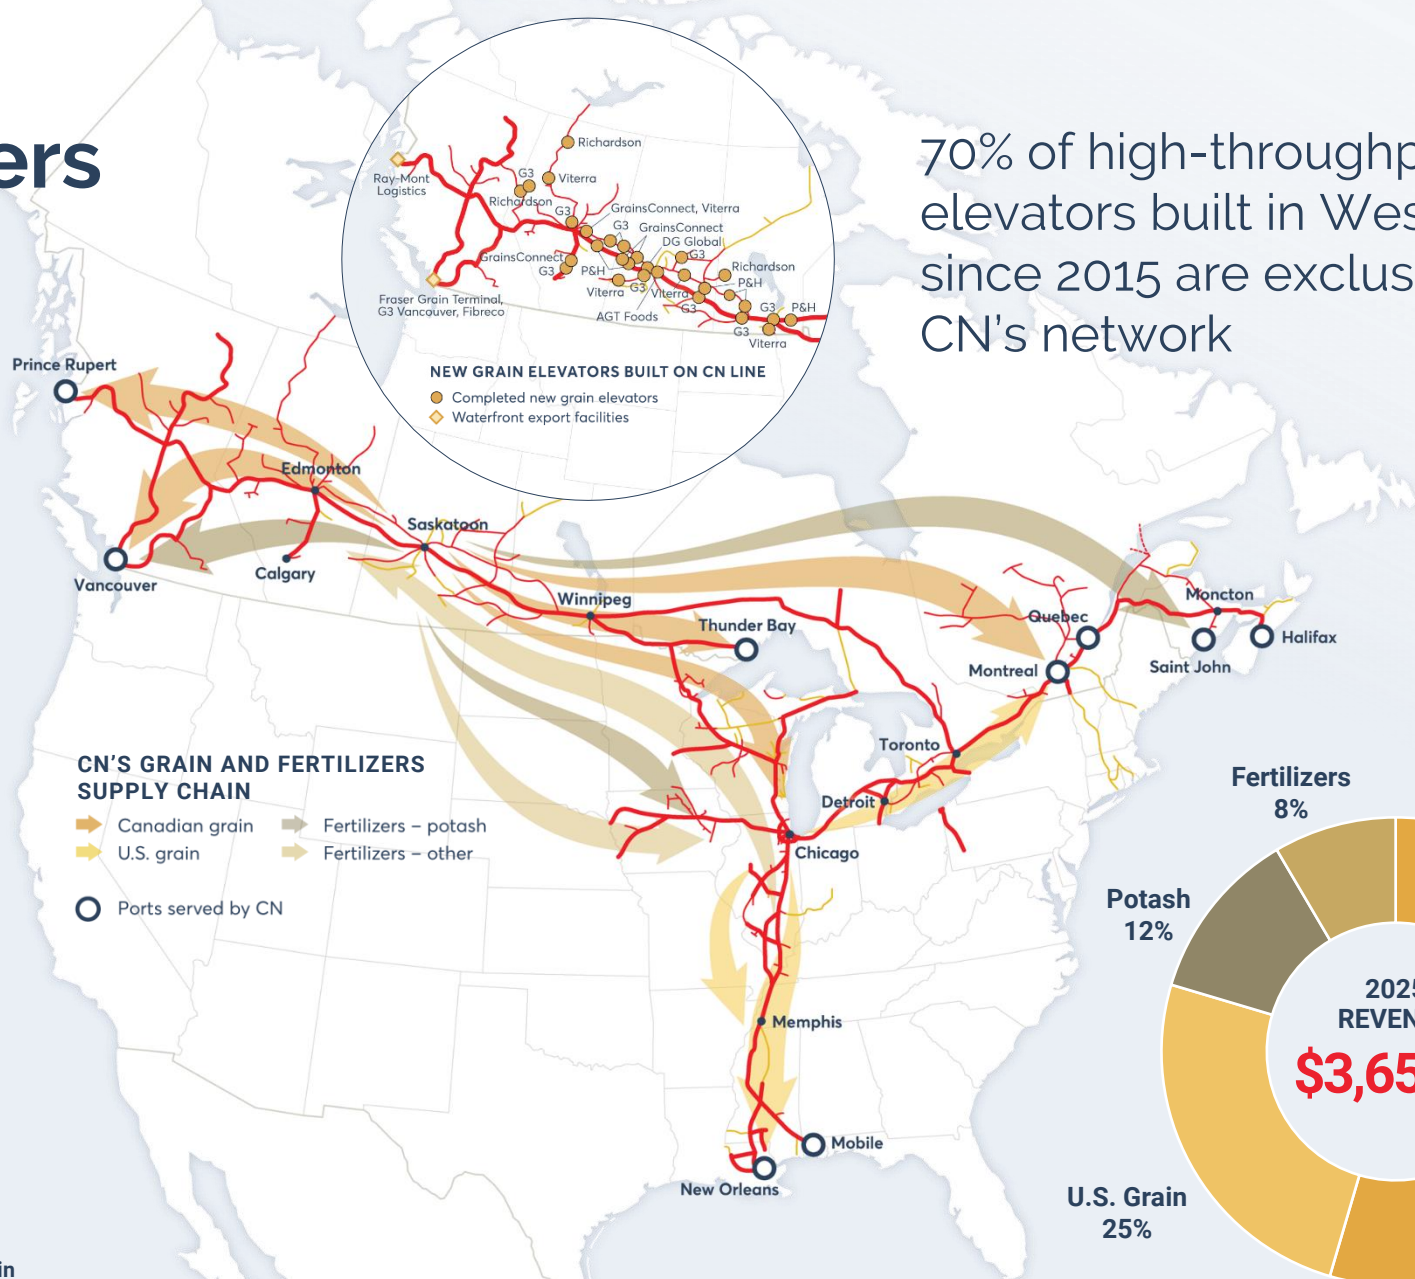 ers
70% of high-throughp
elevators built in Wes
since 2015 are exclus
CN's network
Richardson
G3
Viterra
Richardson
Ray-Mont
Logistics
G3
GrainsConnect, Viterra
G3
GrainsConnect
DG Global
G3
GrainsConnect
G3
P&H
Richardson
P&H
Viterra
G3
Viterra
G3
AGT Foods
G3
P&H
G3
Viterra
Fraser Grain Terminal,
G3 Vancouver, Fibreco
NEW GRAIN ELEVATORS BUILT ON CN LINE
Completed new grain elevators
Waterfront export facilities
Prince Rupert
Edmonton
Saskatoon
Vancouver
Calgary
Winnipeg
Thunder Bay
Quebec
Moncton
Halifax
Saint John
Montreal
Toronto
Detroit
Chicago
Memphis
Mobile
New Orleans
CN'S GRAIN AND FERTILIZERS
SUPPLY CHAIN
Canadian grain
Fertilizers – potash
U.S. grain
Fertilizers – other
Ports served by CN
Fertilizers
8%
Potash
12%
2025
REVEN
$3,65
U.S. Grain
25%
in